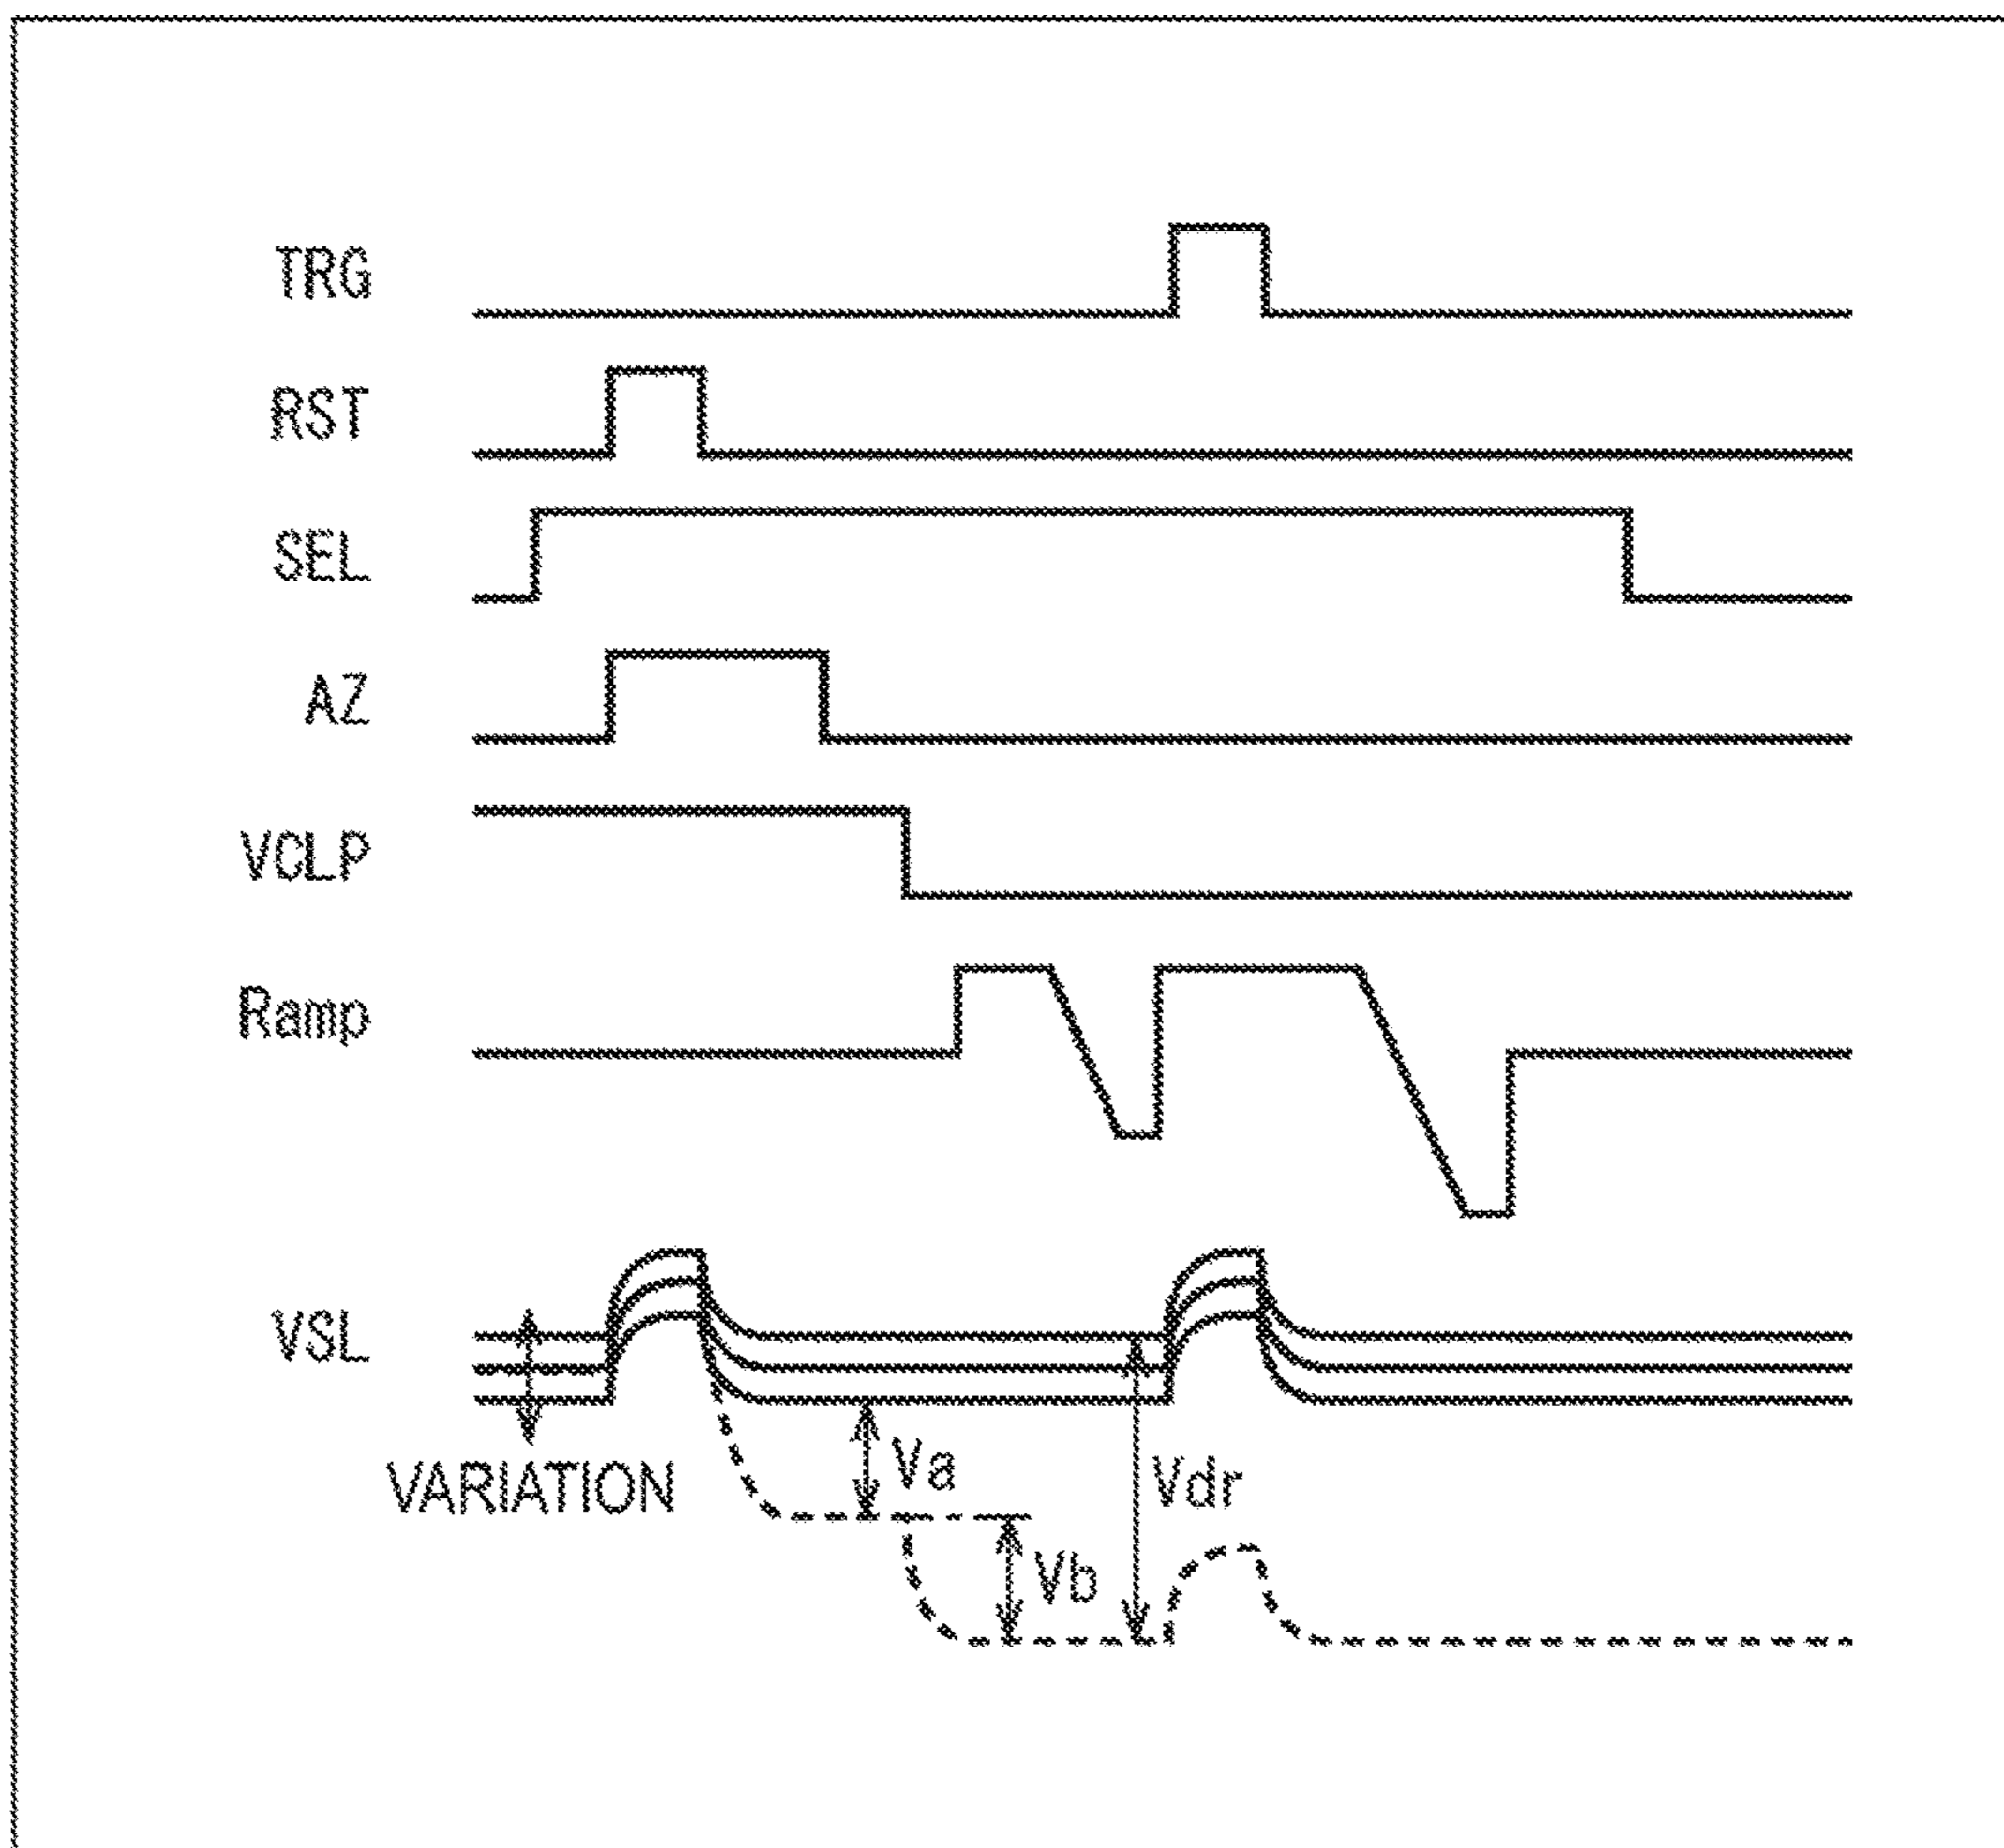 TRG
RST
SEL
AZ
VCLP
Ramp
VSL
Va
VARIATION
Vdr
Vb